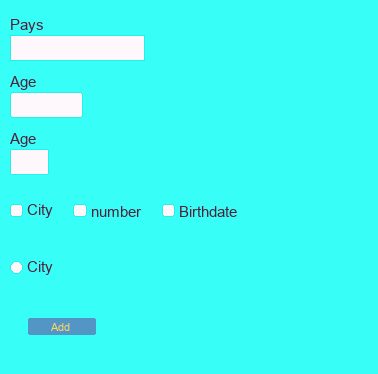 Pays
Age
Age
City number Birthdate
City
Add